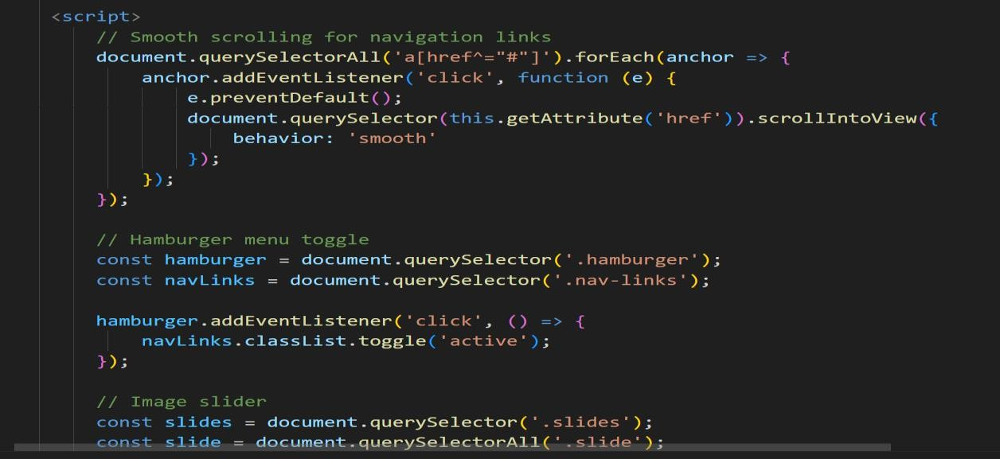 <script>
// Smooth scrolling for navigation links
document.querySelectorAll('a[href^="#"]').forEach(anchor => {
anchor.addEventListener('click', function (e) {
e.preventDefault();
document.querySelector(this.getAttribute('href')).scrollIntoView({
behavior: 'smooth'
});
});
});
// Hamburger menu toggle
const hamburger = document.querySelector('.hamburger');
const navLinks = document.querySelector('.nav-links');
hamburger.addEventListener('click', () => {
navLinks.classList.toggle('active');
});
// Image slider
const slides = document.querySelector('.slides');
const slide = document.querySelectorAll('.slide');